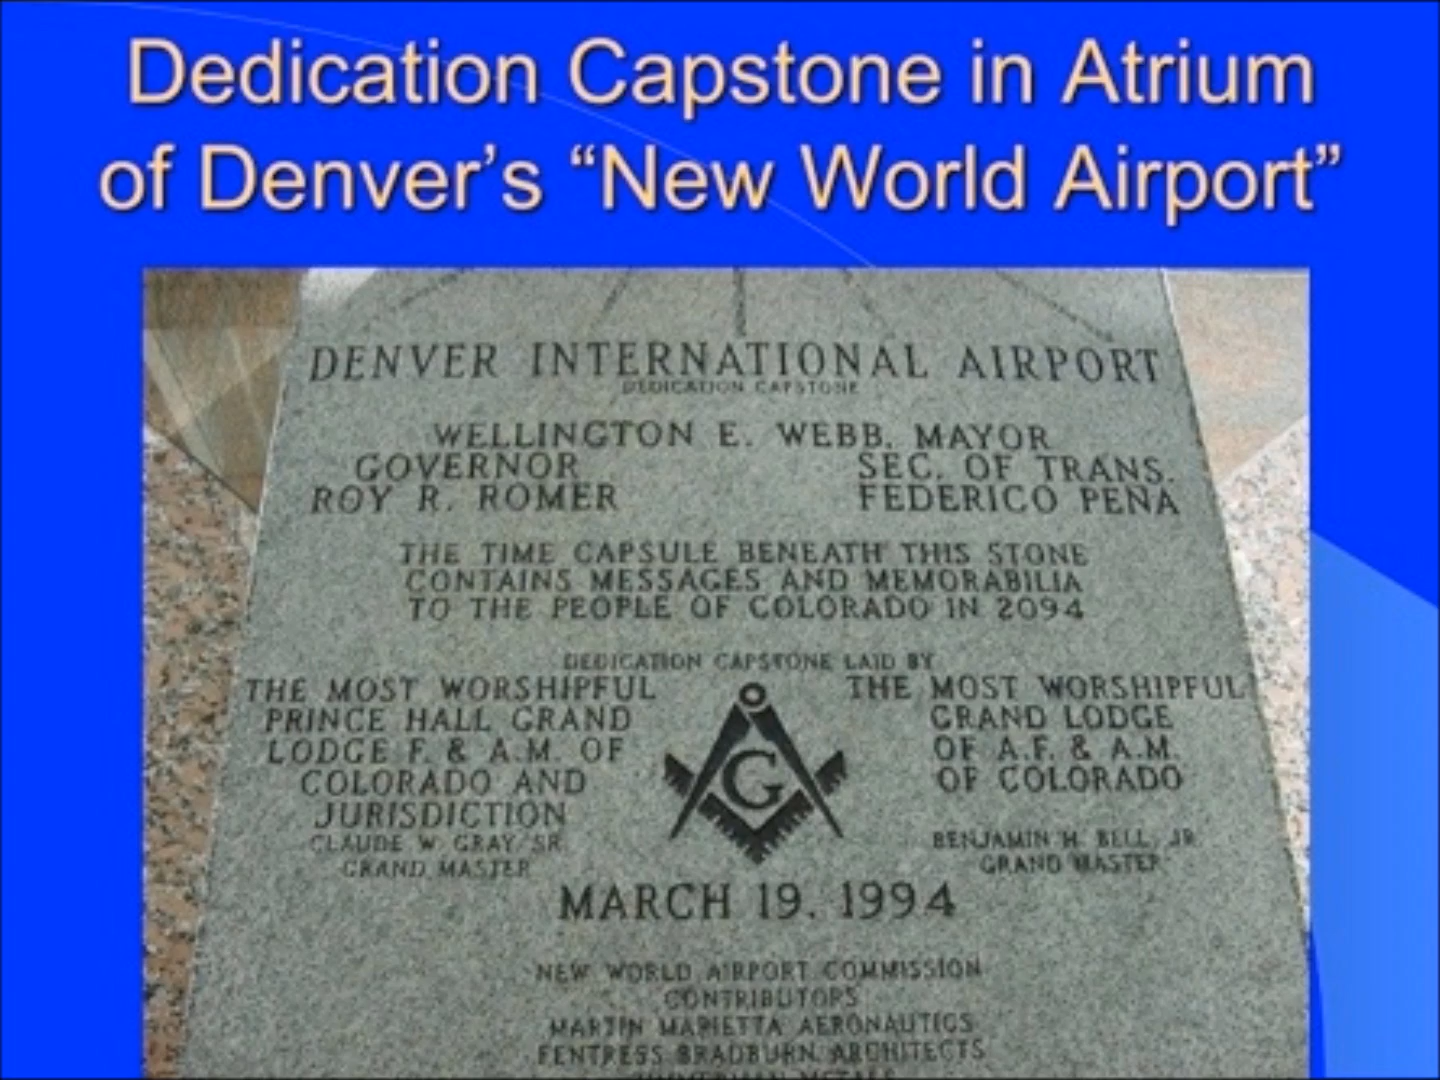 Dedication Capstone in Atrium
of Denver's “New World Airport”
DENVER INTERNATIONAL AIRPORT
DEDICATION CAPSTONE
WELLINGTON E. WEBB, MAYOR
GOVERNOR
ROY R. ROMER
SEC. OF TRANS.
FEDERICO PEÑA
THE TIME CAPSULE BENEATH THIS STONE
CONTAINS MESSAGES AND MEMORABILIA
TO THE PEOPLE OF COLORADO IN 2094
DEDICATION CAPSTONE LAID BY
THE MOST WORSHIPFUL
PRINCE HALL GRAND
LODGE F. & A.M. OF
COLORADO AND
JURISDICTION
CLAUDE W. GRAY, SR.
GRAND MASTER
G
THE MOST WORSHIPFUL
GRAND LODGE
OF A.F. & A.M.
OF COLORADO
BENJAMIN H. BELL, JR.
GRAND MASTER
MARCH 19, 1994
NEW WORLD AIRPORT COMMISSION
CONTRIBUTORS
MARTIN MARIETTA AERONAUTICS
FENTRESS BRADBURN ARCHITECTS